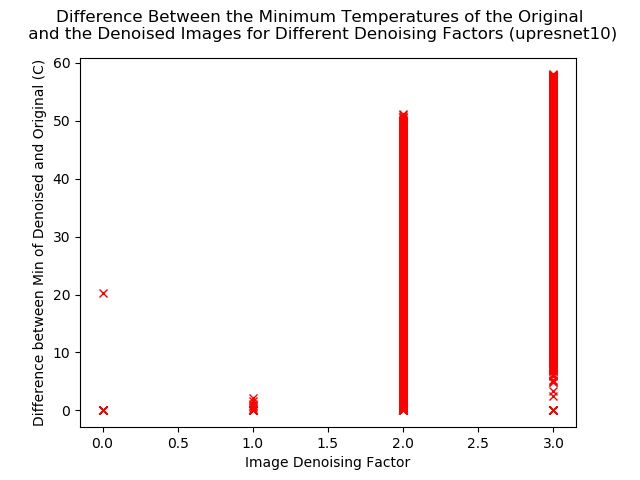 Difference Between the Minimum Temperatures of the Original
and the Denoised Images for Different Denoising Factors (upresnet10)
Difference between Min of Denoised and Original (C)
60
50
40
30
20
10
0
0.0 0.5 1.0 1.5 2.0 2.5 3.0
Image Denoising Factor